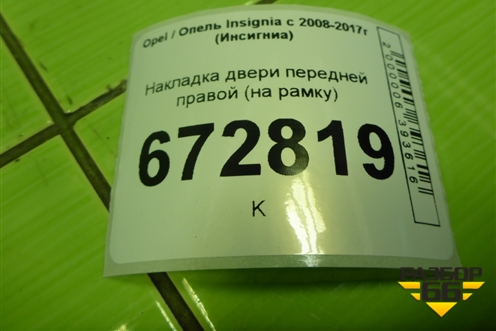 Opel / Опель Insignia с 2008-2017г
(Инсигниа)
Накладка двери передней
правой (на рамку)
672819
К
2000006393616
РАЗБОР
66